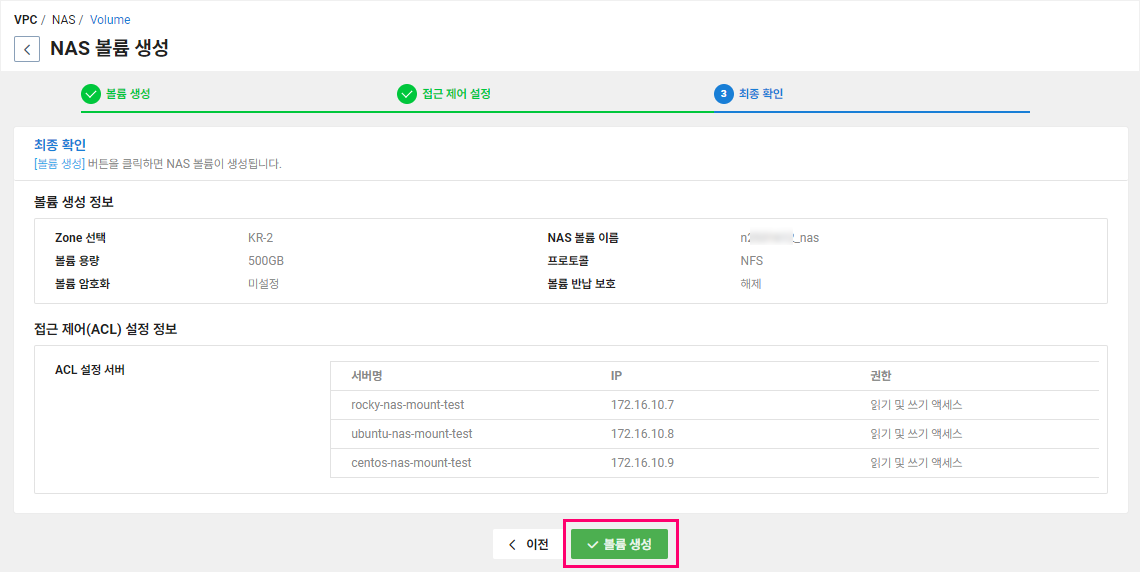 VPC / NAS / Volume
NAS 볼륨 생성
볼륨 생성
접근 제어 설정
3 최종 확인
최종 확인
[볼륨 생성] 버튼을 클릭하면 NAS 볼륨이 생성됩니다.
볼륨 생성 정보
Zone 선택 KR-2 NAS 볼륨 이름 _nas
볼륨 용량 500GB 프로토콜 NFS
볼륨 암호화 미설정 볼륨 반납 보호 해제
접근 제어(ACL) 설정 정보
ACL 설정 서버
서버명 IP 권한
rocky-nas-mount-test 172.16.10.7 읽기 및 쓰기 액세스
ubuntu-nas-mount-test 172.16.10.8 읽기 및 쓰기 액세스
centos-nas-mount-test 172.16.10.9 읽기 및 쓰기 액세스
이전
볼륨 생성